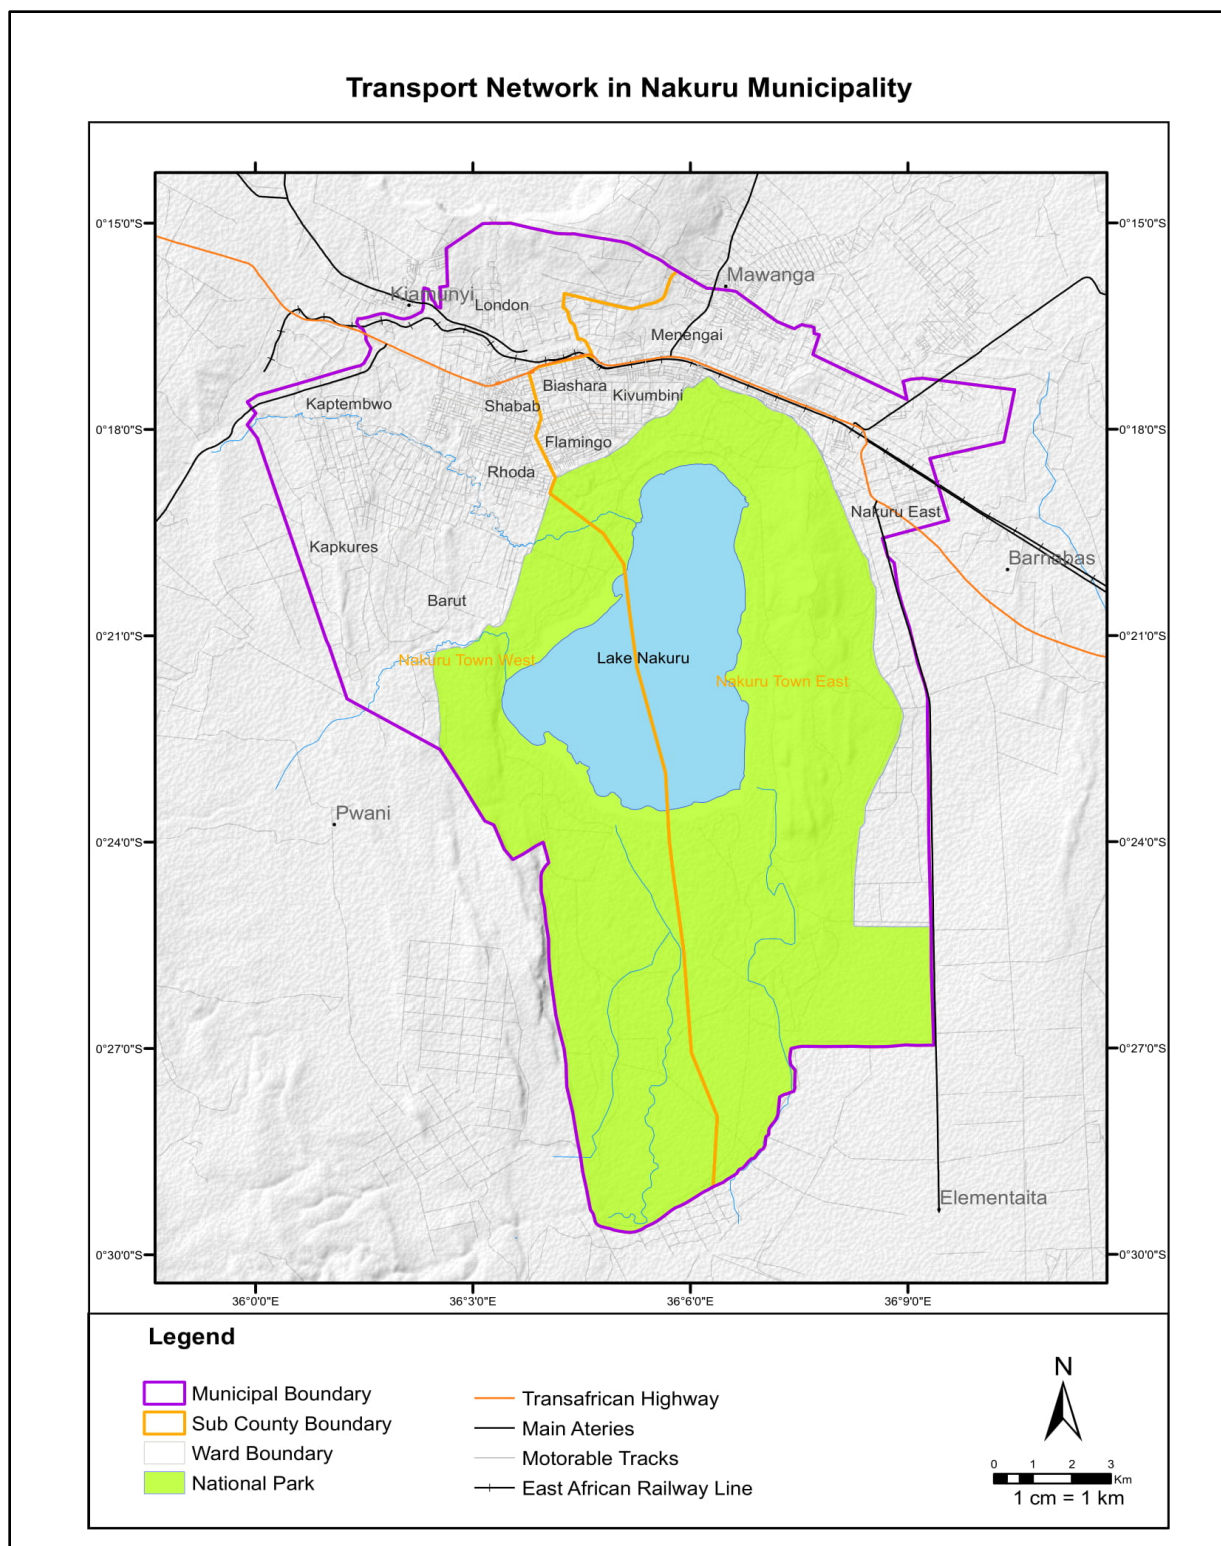 Transport Network in Nakuru Municipality
0°15'0"S
0°15'0"S
Mawanga
Kiamunyi
London
Menengai
Biashara
Kivumbini
Kaptembwo
Shabab
0°18'0"S
0°18'0"S
Flamingo
Rhoda
Nakuru East
Kapkures
Barnabas
Barut
0°21'0"S
0°21'0"S
Nakuru Town West
Lake Nakuru
Nakuru Town East
Pwani
0°24'0"S
0°24'0"S
0°27'0"S
0°27'0"S
Elementaita
0°30'0"S
0°30'0"S
36°0'0"E
36°3'0"E
36°6'0"E
36°9'0"E
Legend
Municipal Boundary
Sub County Boundary
Ward Boundary
National Park
Transafrican Highway
Main Ateries
Motorable Tracks
East African Railway Line
N
0 1 2 3
Km
1 cm = 1 km